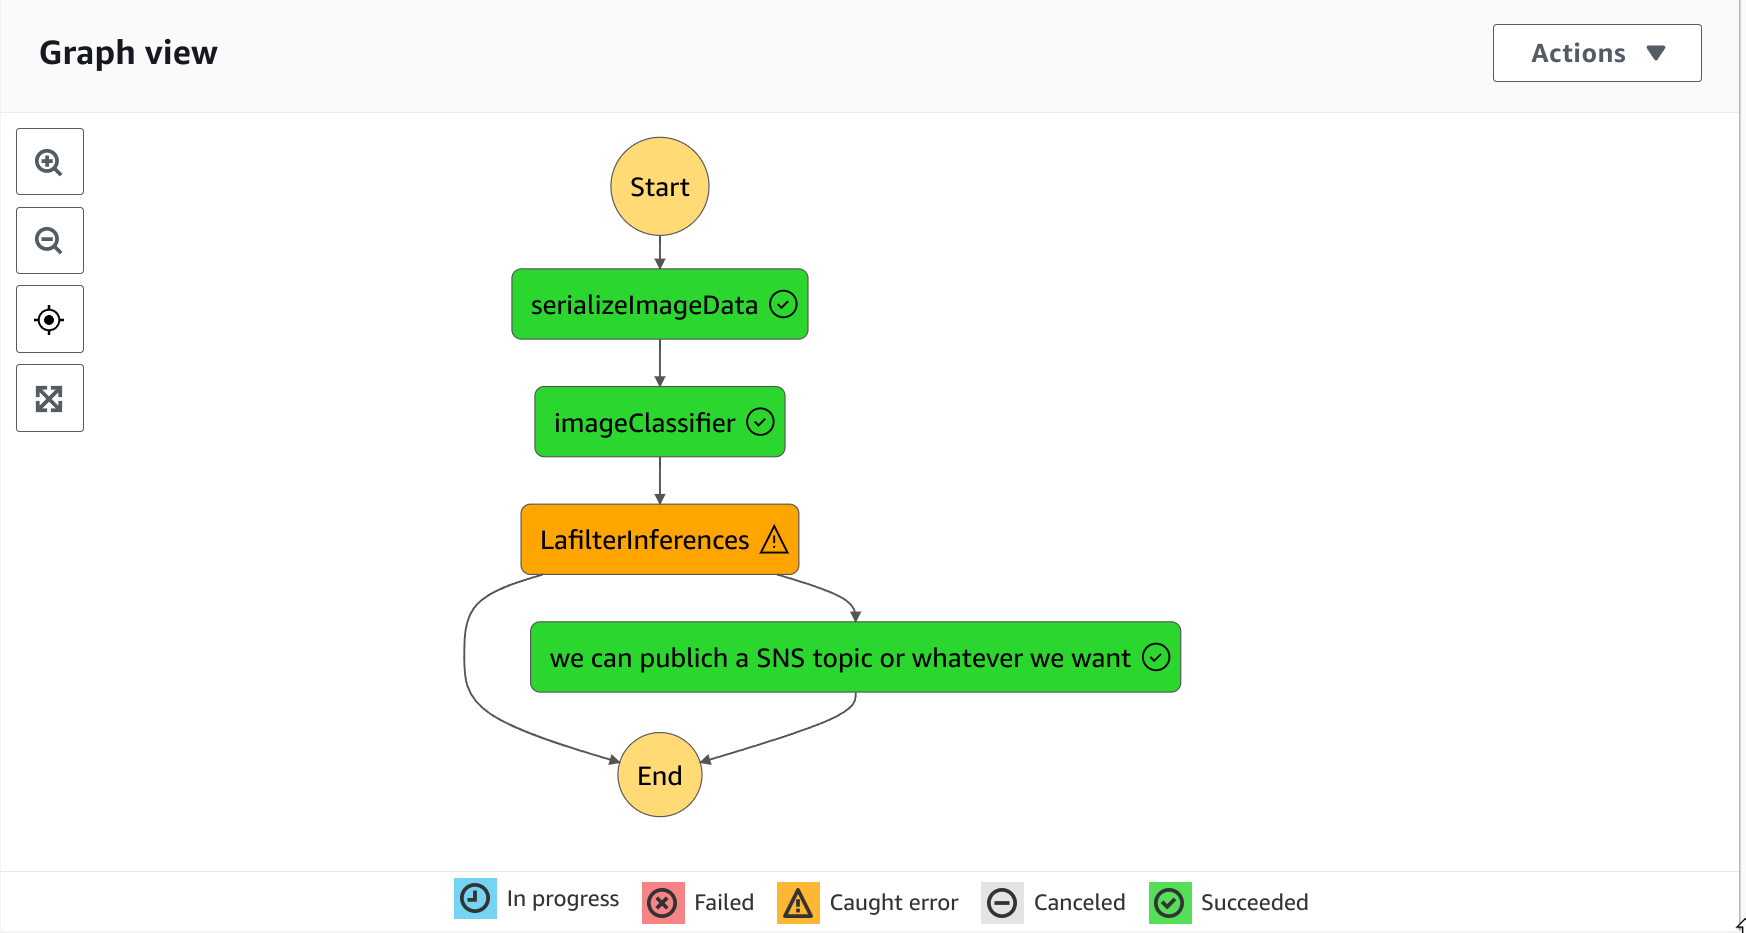 Graph view
Actions
Start
serializeImageData
imageClassifier
LafilterInferences
we can publich a SNS topic or whatever we want
End
In progress Failed Caught error Canceled Succeeded